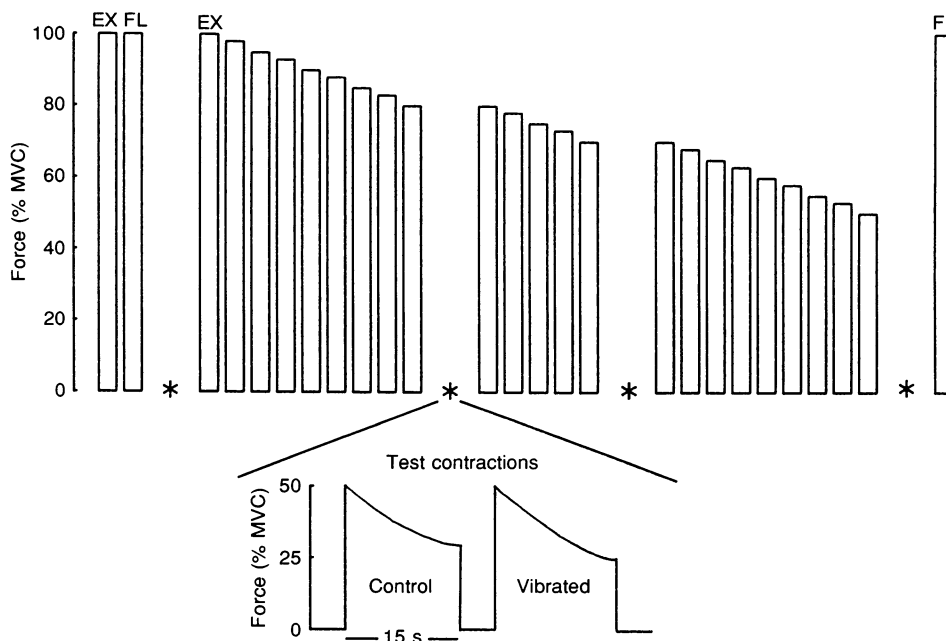 EX FL EX F
100
80
60
40
20
0
Force (% MVC)
* * *
Test contractions
50
25
0
Force (% MVC)
Control Vibrated
15 s